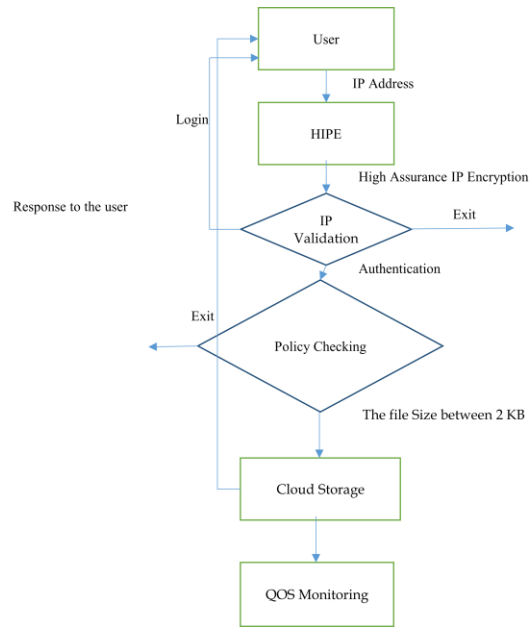 User
IP Address
Login
HIPE
High Assurance IP Encryption
Response to the user
IP
Validation
Exit
Authentication
Exit
Policy Checking
The file Size between 2 KB
Cloud Storage
QOS Monitoring